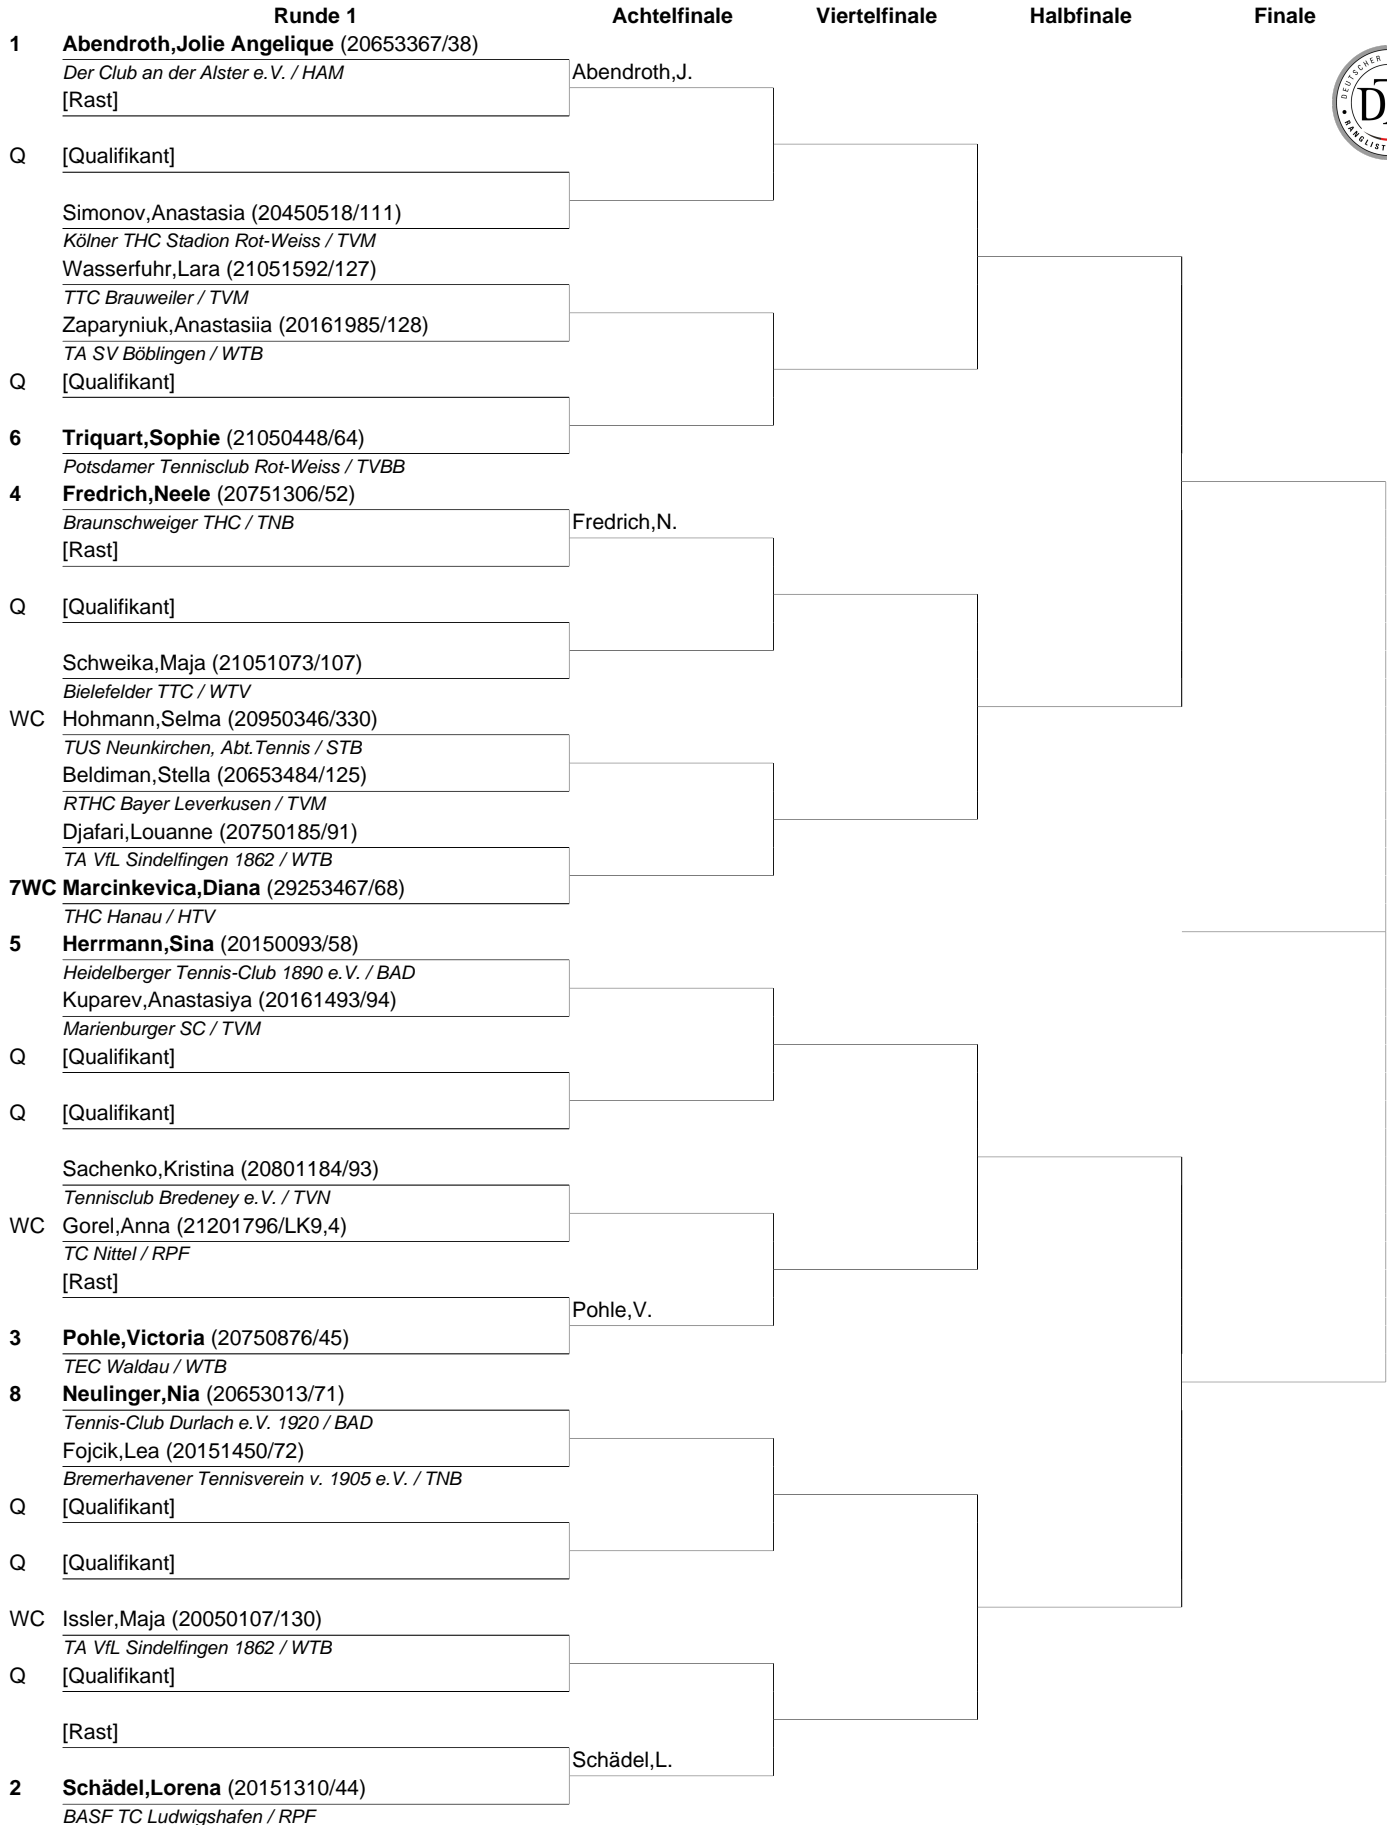 Runde 1 Achtelfinale Viertelfinale Halbfinale Finale
1 Abendroth,Jolie Angelique (20653367/38)
Der Club an der Alster e.V. / HAM Abendroth,J.
[Rast]
Q [Qualifikant]
Simonov,Anastasia (20450518/111)
Kölner THC Stadion Rot-Weiss / TVM
Wasserfuhr,Lara (21051592/127)
TTC Brauweiler / TVM
Zaparyniuk,Anastasiia (20161985/128)
TA SV Böblingen / WTB
Q [Qualifikant]
6 Triquart,Sophie (21050448/64)
Potsdamer Tennisclub Rot-Weiss / TVBB
4 Fredrich,Neele (20751306/52)
Braunschweiger THC / TNB Fredrich,N.
[Rast]
Q [Qualifikant]
Schweika,Maja (21051073/107)
Bielefelder TTC / WTV
WC Hohmann,Selma (20950346/330)
TUS Neunkirchen, Abt.Tennis / STB
Beldiman,Stella (20653484/125)
RTHC Bayer Leverkusen / TVM
Djafari,Louanne (20750185/91)
TA VfL Sindelfingen 1862 / WTB
7WC Marcinkevica,Diana (29253467/68)
THC Hanau / HTV
5 Herrmann,Sina (20150093/58)
Heidelberger Tennis-Club 1890 e.V. / BAD
Kuparev,Anastasiya (20161493/94)
Marienburger SC / TVM
Q [Qualifikant]
Q [Qualifikant]
Sachenko,Kristina (20801184/93)
Tennisclub Bredeney e.V. / TVN
WC Gorel,Anna (21201796/LK9,4)
TC Nittel / RPF
[Rast]
Pohle,V.
3 Pohle,Victoria (20750876/45)
TEC Waldau / WTB
8 Neulinger,Nia (20653013/71)
Tennis-Club Durlach e.V. 1920 / BAD
Fojcik,Lea (20151450/72)
Bremerhavener Tennisverein v. 1905 e.V. / TNB
Q [Qualifikant]
Q [Qualifikant]
WC Issler,Maja (20050107/130)
TA VfL Sindelfingen 1862 / WTB
Q [Qualifikant]
[Rast]
Schädel,L.
2 Schädel,Lorena (20151310/44)
BASF TC Ludwigshafen / RPF